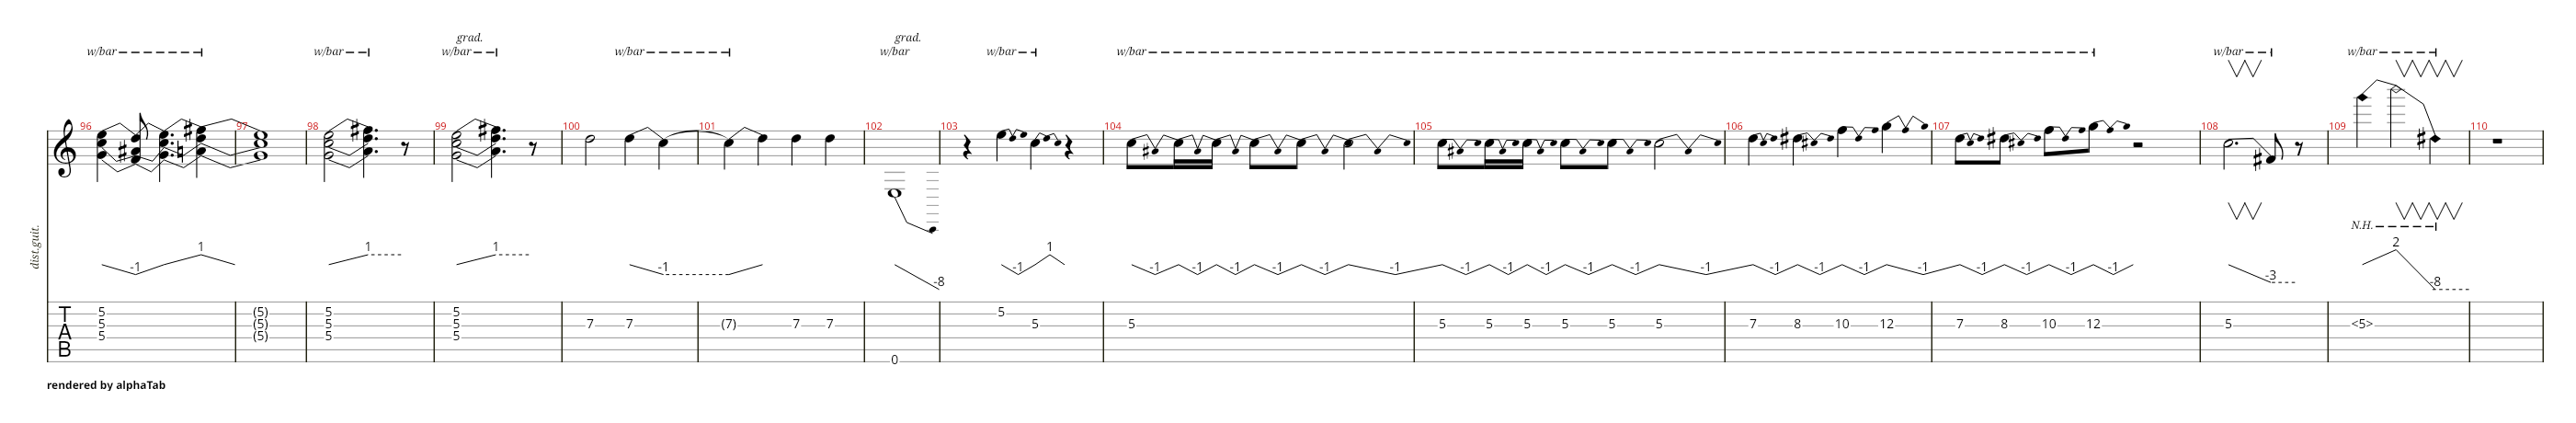 grad. grad.
w/bar w/bar w/bar w/bar w/bar w/bar w/bar w/bar w/bar
96 97 98 99 100 101 102 103 104 105 106 107 108 109 110
N.H.
dist.guit.
1 1 1 1 2
-1 -1 -1 -1 -1 -1 -1 -1 -1 -1 -1 -1 -1 -1 -1 -1 -1 -1 -1 -1 -1 -3
-8 -8
5 (5) 5 5 5
T 5 (5) 5 5 7 7 (7) 7 7 5 5 5 5 5 5 5 5 7 8 10 12 7 8 10 12 5 <5>
A 5 (5) 5 5
B
0
rendered by alphaTab